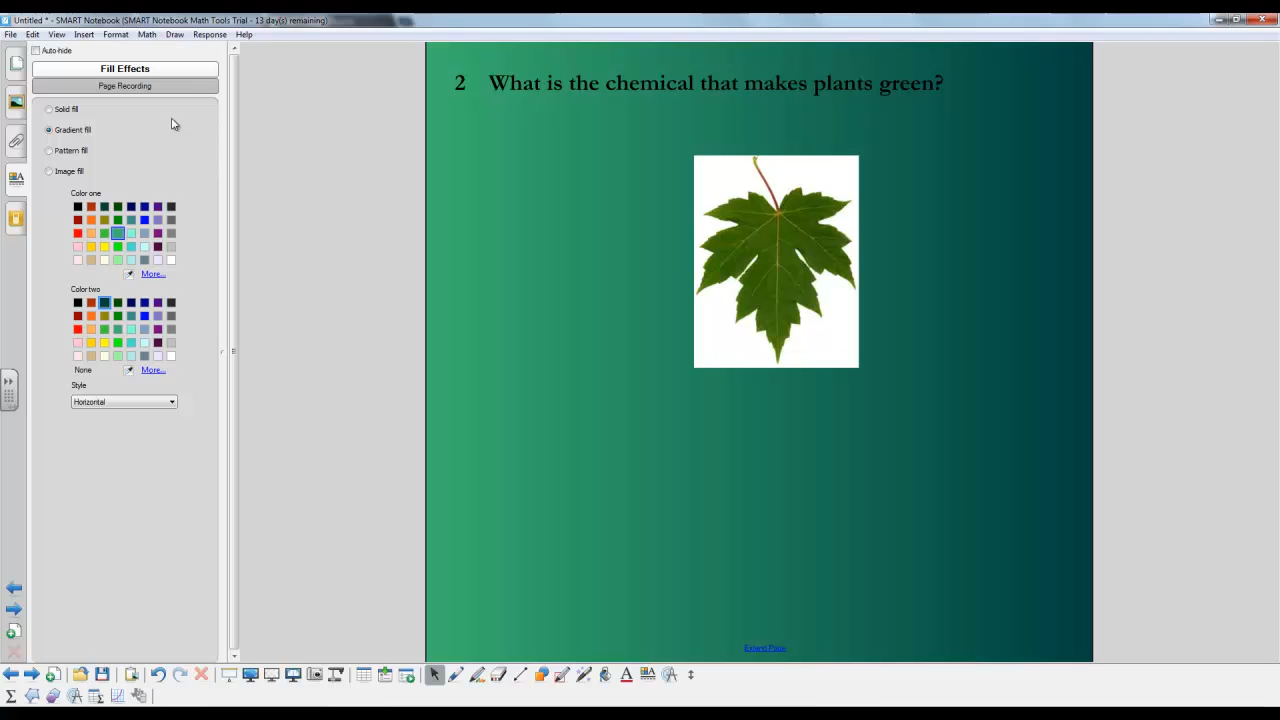 Untitled * - SMART Notebook (SMART Notebook Math Tools Trial - 13 day(s) remaining)
File Edit View Insert Format Math Draw Response Help
Auto-hide
Fill Effects
Page Recording
Solid fill
Gradient fill
Pattern fill
Image fill
Color one
More...
Color two
None More...
Style
Horizontal
2 What is the chemical that makes plants green?
Extend Page